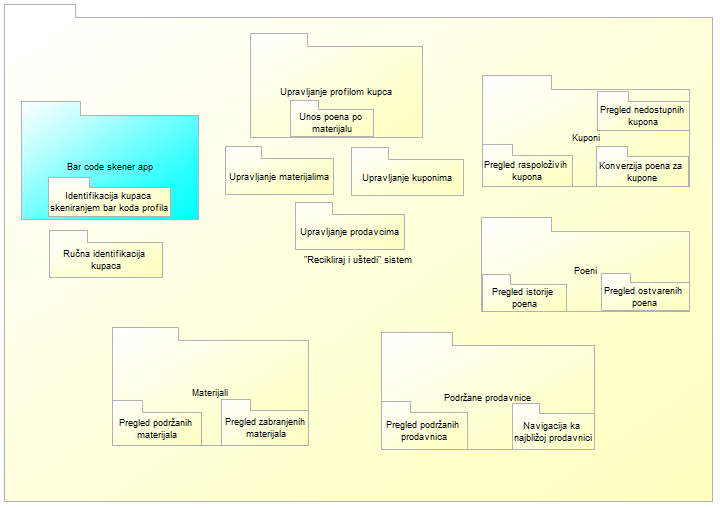 Upravljanje profilom kupca
Unos poena po
materijalu
Pregled nedostupnih
kupona
Kuponi
Pregled raspoloživih
kupona
Konverzija poena za
kupone
Bar code skener app
Identifikacija kupaca
skeniranjem bar koda profila
Upravljanje materijalima
Upravljanje kuponima
Upravljanje prodavcima
"Recikliraj i uštedi" sistem
Ručna identifikacija
kupaca
Poeni
Pregled istorije
poena
Pregled ostvarenih
poena
Materijali
Pregled podržanih
materijala
Pregled zabranjenih
materijala
Podržane prodavnice
Pregled podržanih
prodavnica
Navigacija ka
najbližoj prodavnici